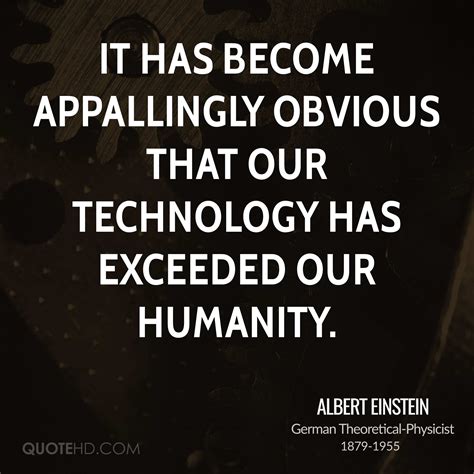 IT HAS BECOME
APPALLINGLY OBVIOUS
THAT OUR
TECHNOLOGY HAS
EXCEEDED OUR
HUMANITY.
ALBERT EINSTEIN
German Theoretical-Physicist
1879-1955
QUOTEHD.COM